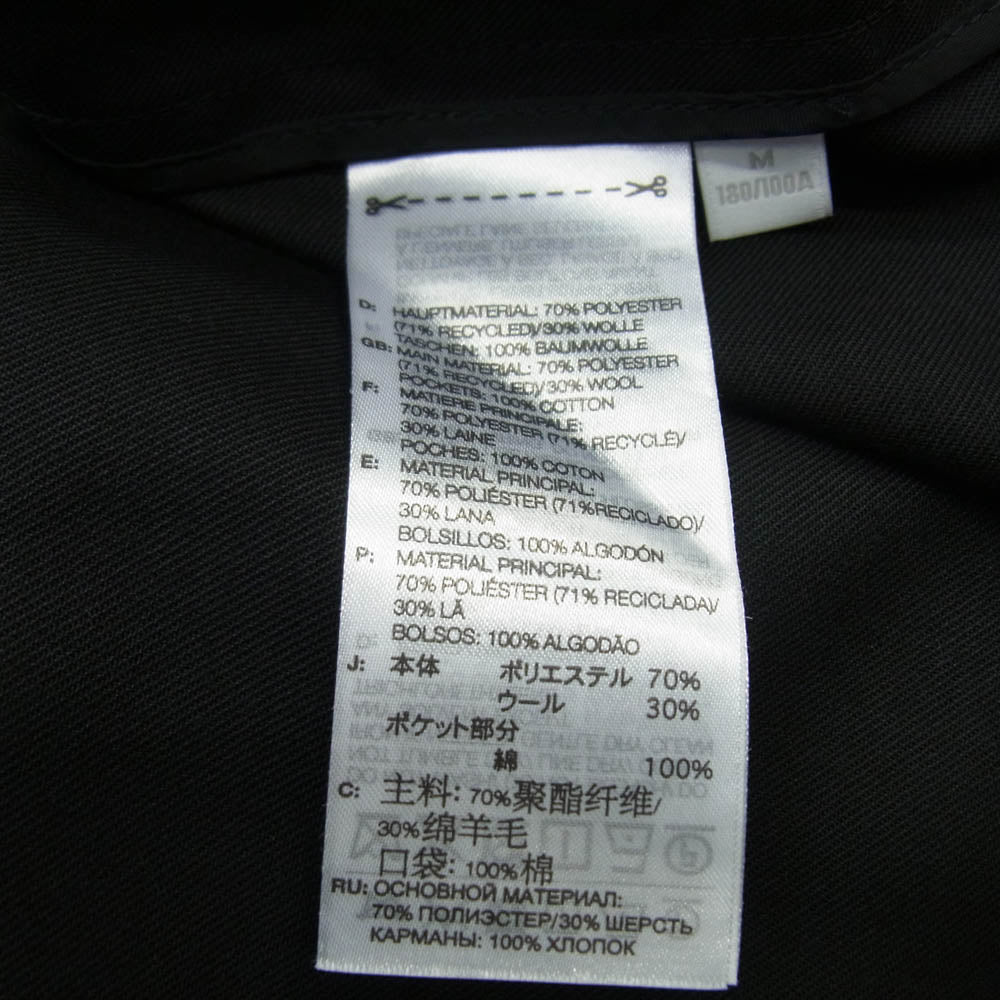 M
180/100A
D: HAUPTMATERIAL: 70% POLYESTER
(71% RECYCLED)/30% WOLLE
TASCHEN: 100% BAUMWOLLE
GB: MAIN MATERIAL: 70% POLYESTER
(71% RECYCLED)/30% WOOL
POCKETS: 100% COTTON
F: MATIERE PRINCIPALE:
70% POLYESTER (71% RECYCLÉ)/
30% LAINE
POCHES: 100% COTON
E: MATERIAL PRINCIPAL:
70% POLIÉSTER (71%RECICLADO)/
30% LANA
BOLSILLOS: 100% ALGODÓN
P: MATERIAL PRINCIPAL:
70% POLIÉSTER (71% RECICLADA)/
30% LÃ
BOLSOS: 100% ALGODÃO
J: 本体 ポリエステル 70%
ウール 30%
ポケット部分
綿 100%
C: 主料: 70%聚酯纤维/
30%绵羊毛
口袋: 100%棉
RU: ОСНОВНОЙ МАТЕРИАЛ:
70% ПОЛИЭСТЕР/30% ШЕРСТЬ
КАРМАНЫ: 100% ХЛОПОК